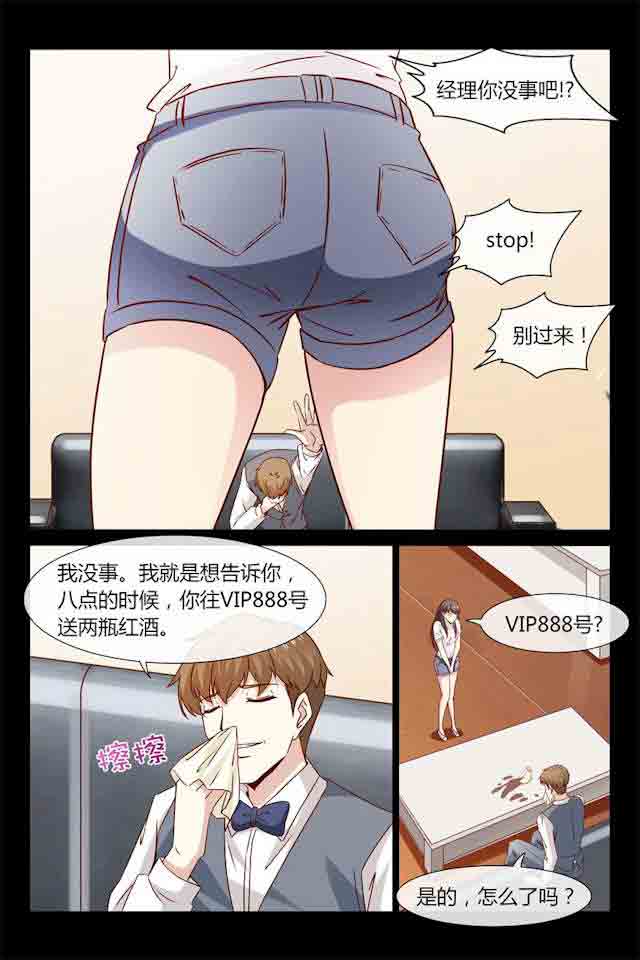 经理你没事吧!?
stop!
别过来！
我没事。我就是想告诉你，
八点的时候，你往VIP888号
送两瓶红酒。
擦擦
VIP888号?
是的，怎么了吗？